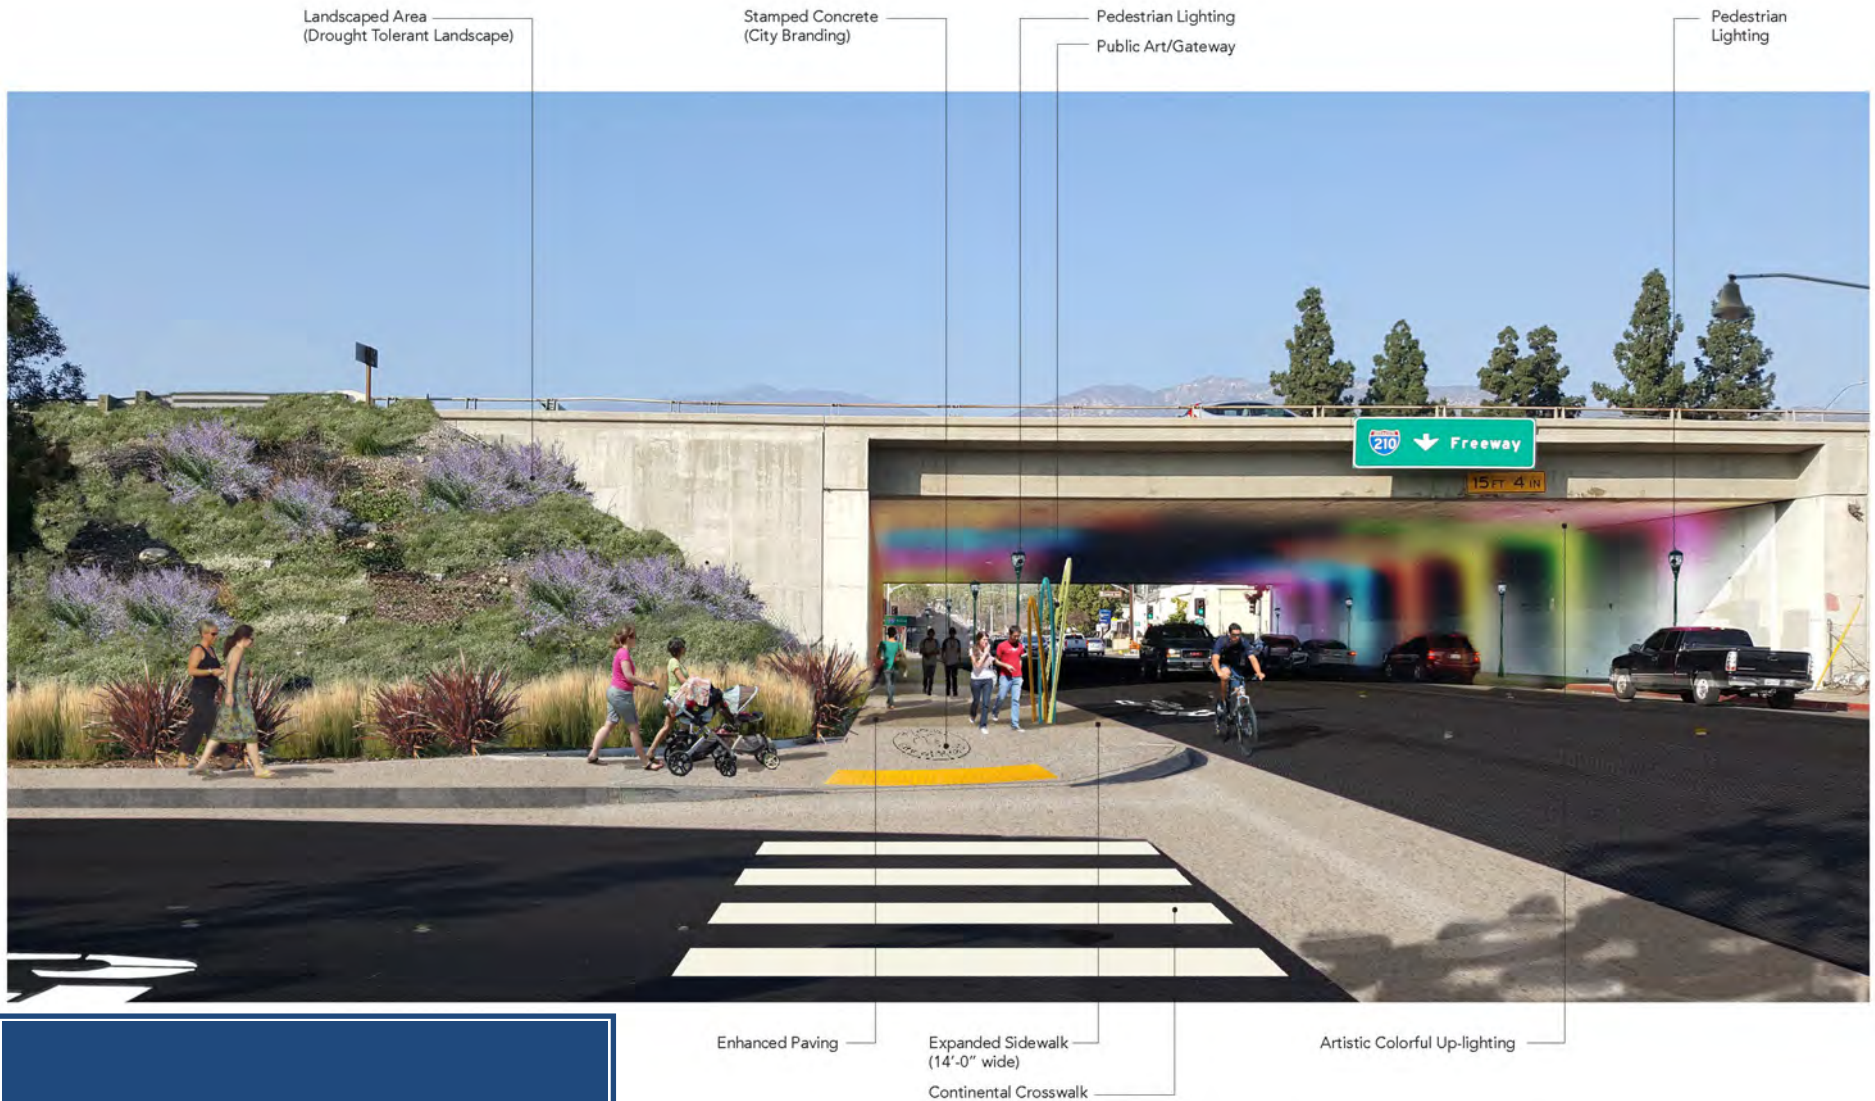 Landscaped Area
(Drought Tolerant Landscape)
Stamped Concrete
(City Branding)
Pedestrian Lighting
Public Art/Gateway
Pedestrian
Lighting
210 Freeway
15 FT 4 IN
Enhanced Paving
Expanded Sidewalk
(14'-0" wide)
Continental Crosswalk
Artistic Colorful Up-lighting